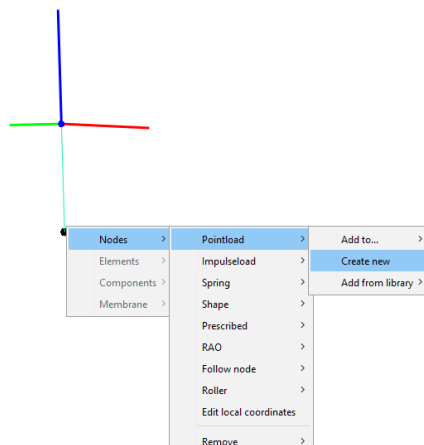 Nodes
Elements
Components
Membrane
Pointload
Impulseload
Spring
Shape
Prescribed
RAO
Follow node
Roller
Edit local coordinates
Remove
Add to...
Create new
Add from library